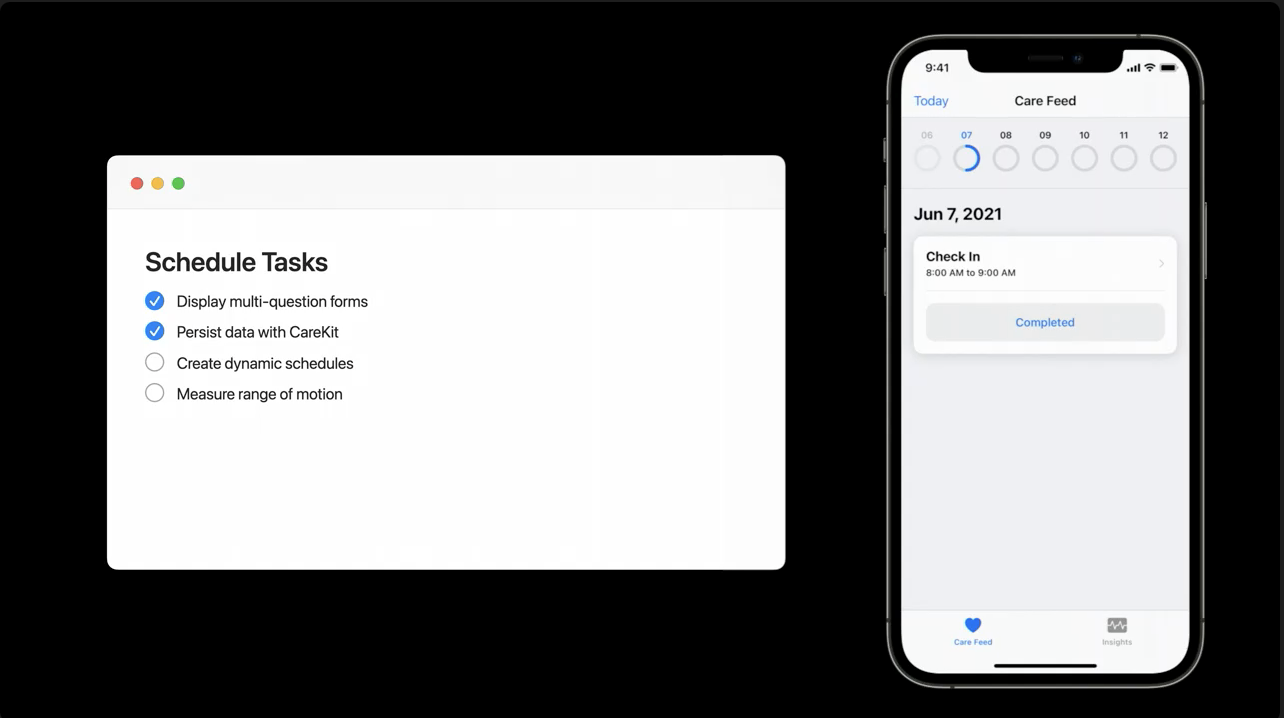 Schedule Tasks
Display multi-question forms
Persist data with CareKit
Create dynamic schedules
Measure range of motion
9:41
Today Care Feed
06 07 08 09 10 11 12
Jun 7, 2021
Check In
8:00 AM to 9:00 AM
Completed
Care Feed Insights